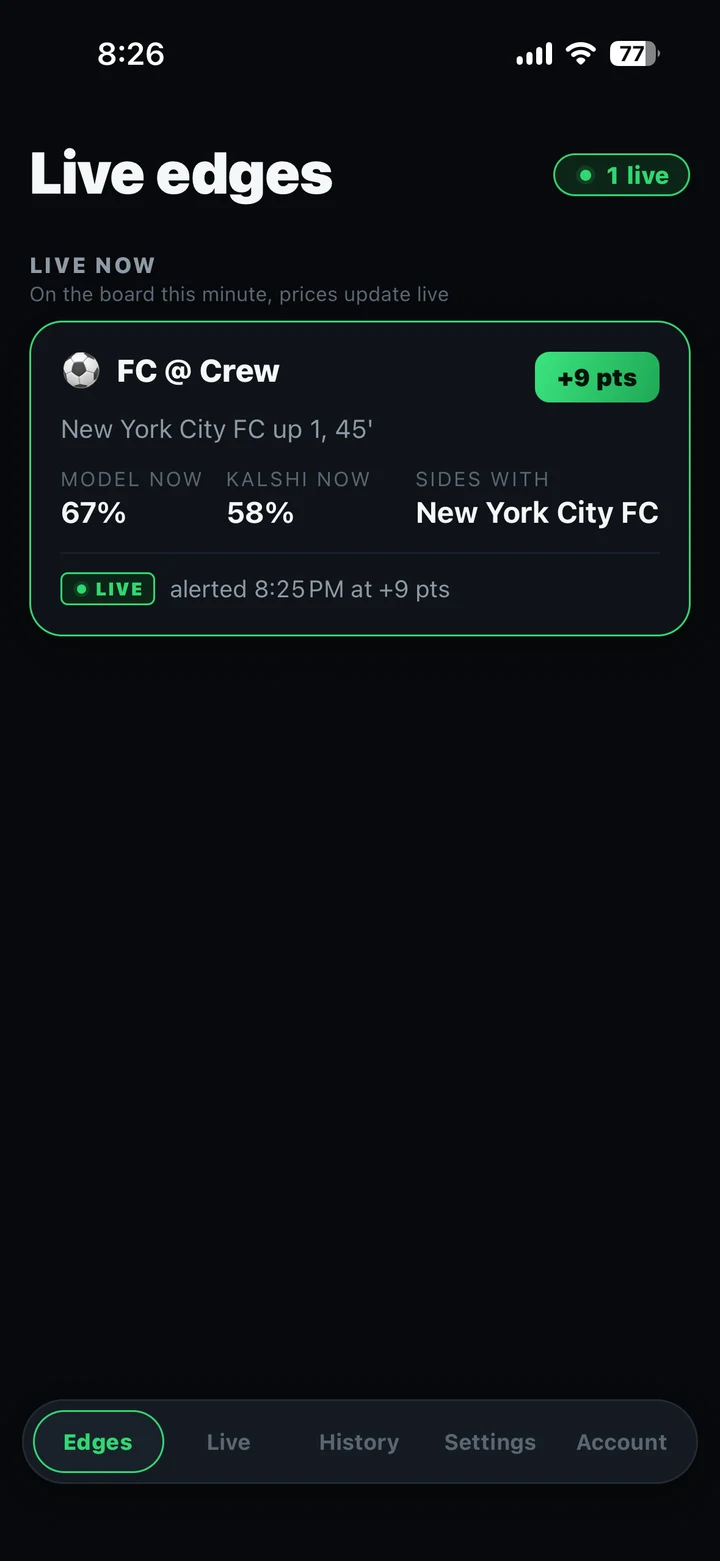 8:26
77
Live edges
1 live
LIVE NOW
On the board this minute, prices update live
FC @ Crew
+9 pts
New York City FC up 1, 45'
MODEL NOW KALSHI NOW SIDES WITH
67% 58% New York City FC
LIVE alerted 8:25 PM at +9 pts
Edges Live History Settings Account